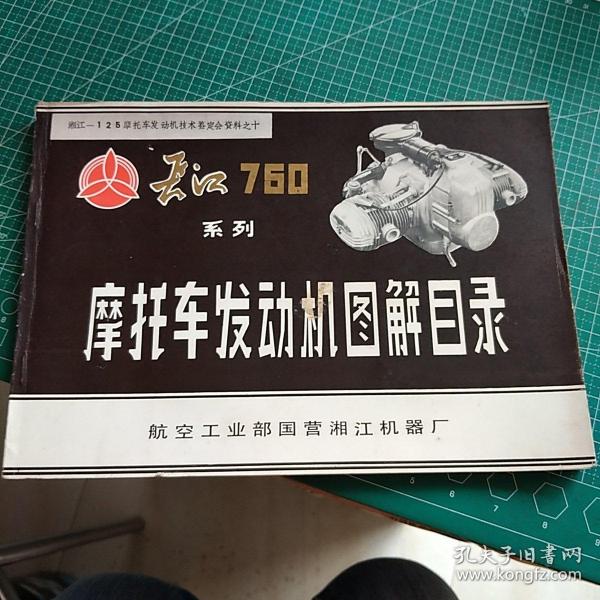 湘江—125摩托车发动机技术鉴定会资料之十
长江 760
系列
摩托车发动机图解目录
航空工业部国营湘江机器厂
孔夫子旧书网
www.kongfz.com